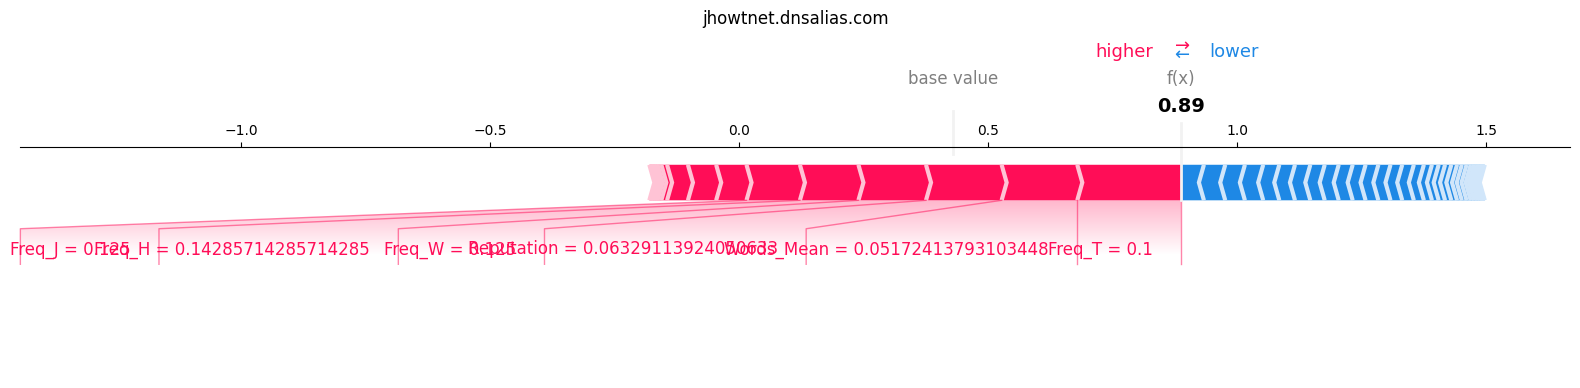 jhowtnet.dnsalias.com
higher → ← lower
base value f(x)
0.89
−1.0 −0.5 0.0 0.5 1.0 1.5
Freq_J = 0.125 Freq_H = 0.14285714285714285 Freq_W = 0.125 Reputation = 0.06329113924050633 Words_Mean = 0.05172413793103448 Freq_T = 0.1